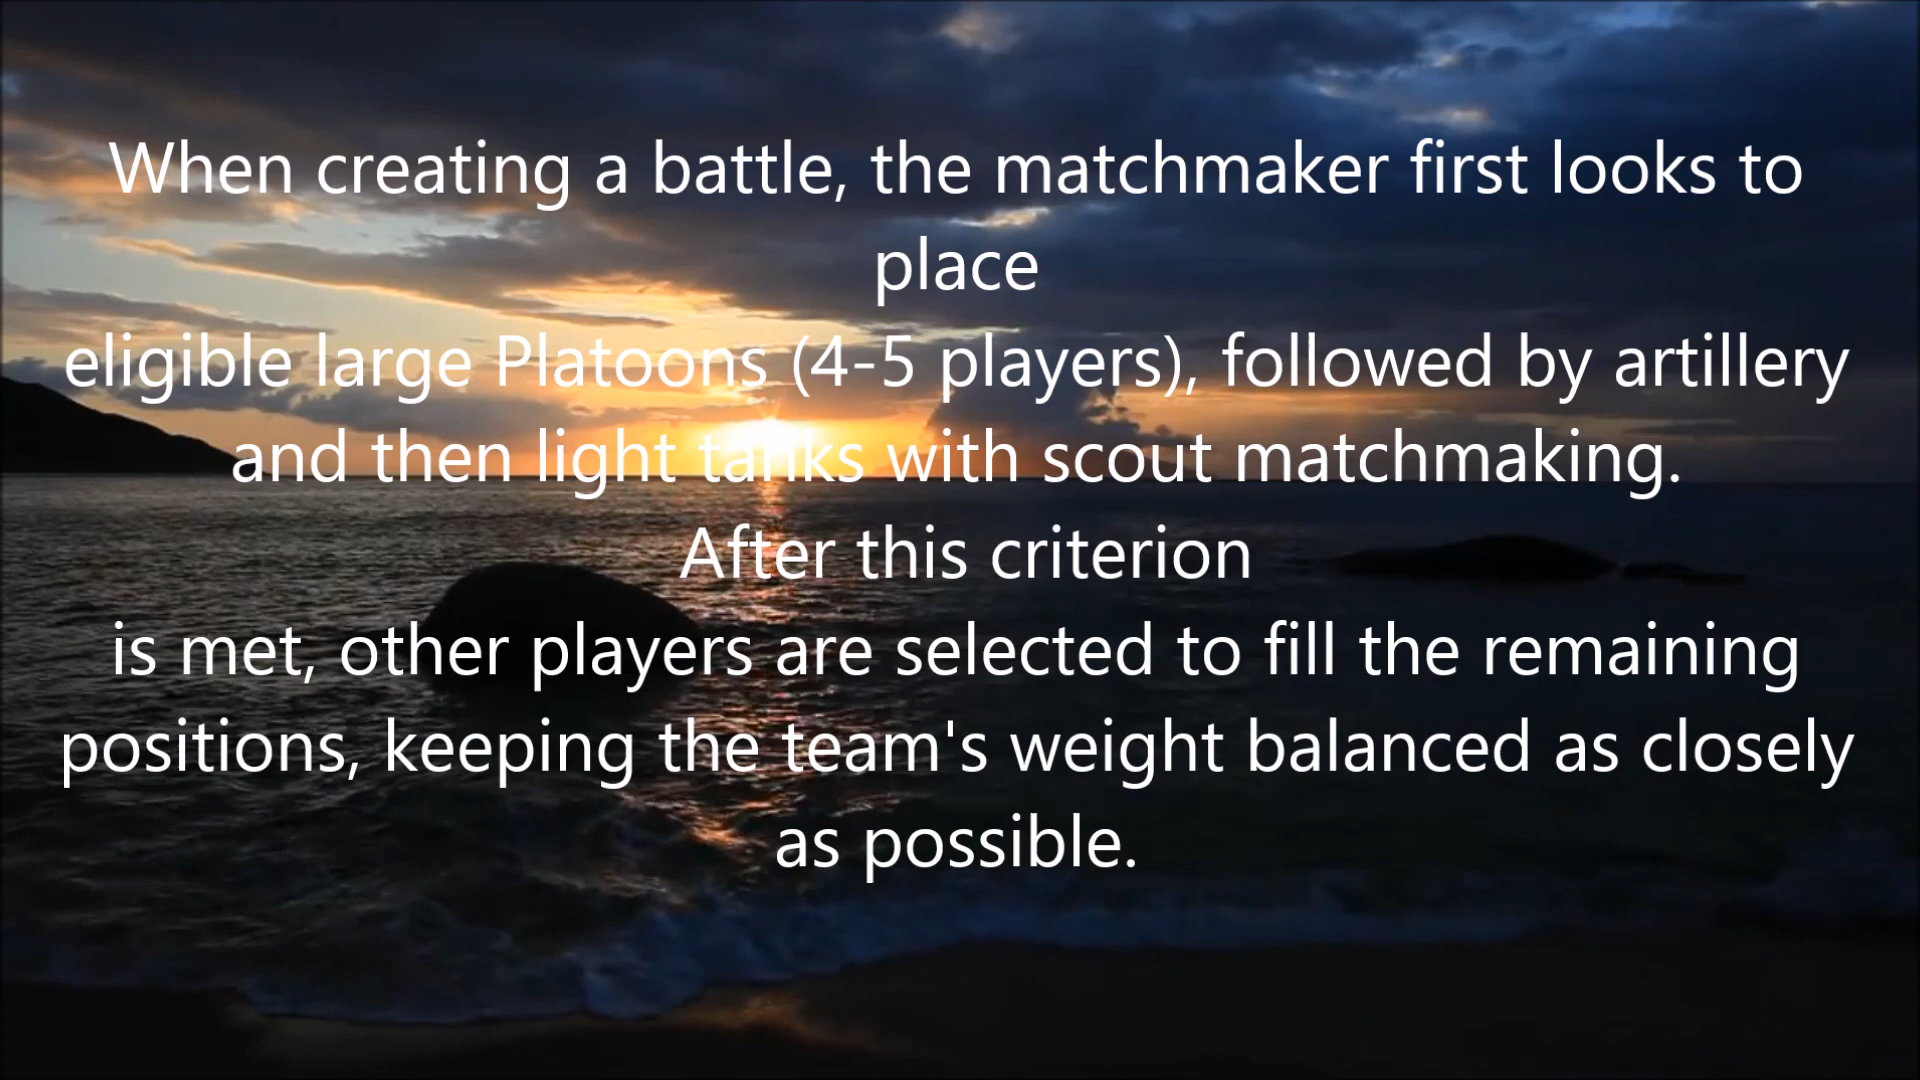 When creating a battle, the matchmaker first looks to
place
eligible large Platoons (4-5 players), followed by artillery
and then light tanks with scout matchmaking.
After this criterion
is met, other players are selected to fill the remaining
positions, keeping the team's weight balanced as closely
as possible.